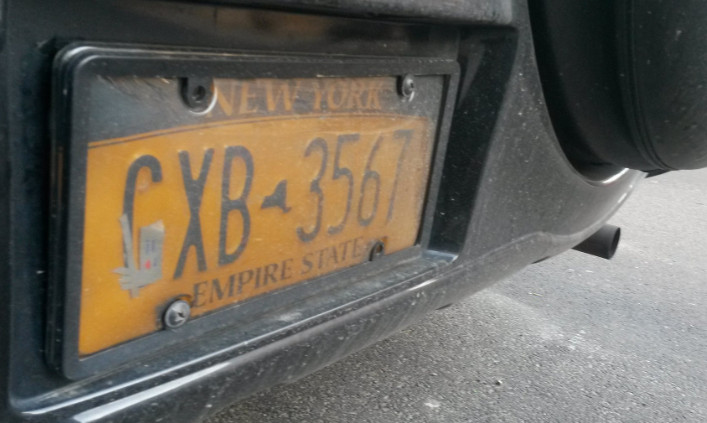 NEW YORK
CXB 3567
EMPIRE STATE